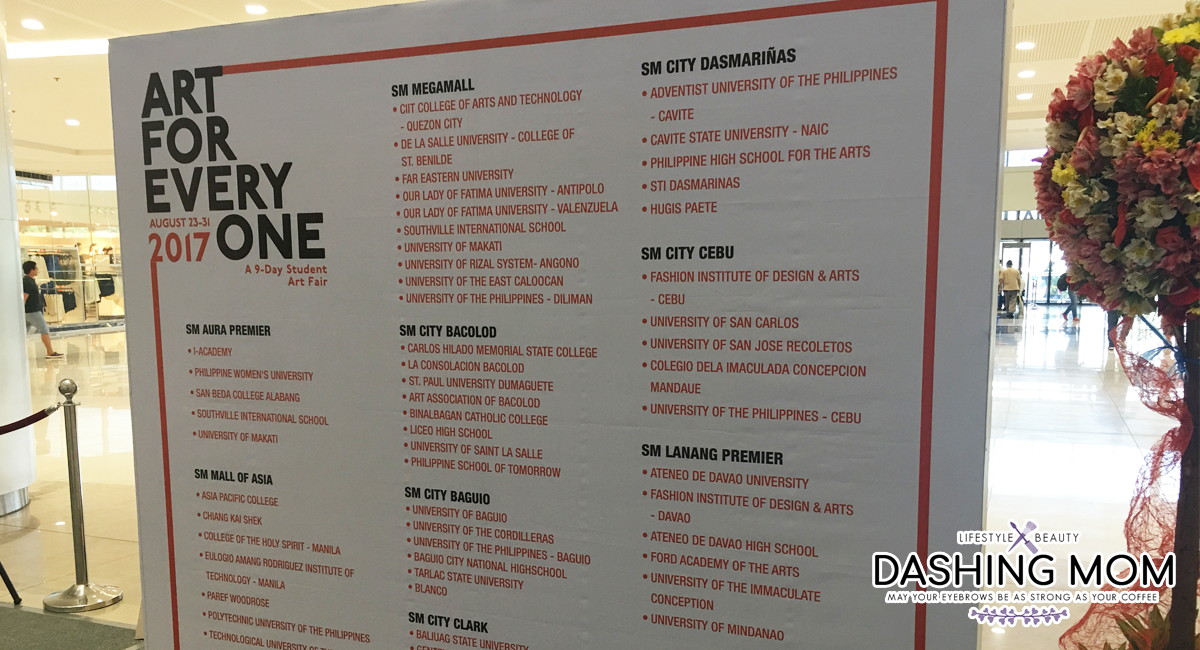 ART
FOR
EVERY
AUGUST 23-31
2017 ONE
A 9-Day Student
Art Fair
SM AURA PREMIER
• I-ACADEMY
• PHILIPPINE WOMEN'S UNIVERSITY
• SAN BEDA COLLEGE ALABANG
• SOUTHVILLE INTERNATIONAL SCHOOL
• UNIVERSITY OF MAKATI
SM MALL OF ASIA
• ASIA PACIFIC COLLEGE
• CHIANG KAI SHEK
• COLLEGE OF THE HOLY SPIRIT - MANILA
• EULOGIO AMANG RODRIGUEZ INSTITUTE OF
TECHNOLOGY - MANILA
• PAREF WOODROSE
• POLYTECHNIC UNIVERSITY OF THE PHILIPPINES
• TECHNOLOGICAL UNIVERSITY OF
SM MEGAMALL
• CIIT COLLEGE OF ARTS AND TECHNOLOGY
- QUEZON CITY
• DE LA SALLE UNIVERSITY - COLLEGE OF
ST. BENILDE
• FAR EASTERN UNIVERSITY
• OUR LADY OF FATIMA UNIVERSITY - ANTIPOLO
• OUR LADY OF FATIMA UNIVERSITY - VALENZUELA
• SOUTHVILLE INTERNATIONAL SCHOOL
• UNIVERSITY OF MAKATI
• UNIVERSITY OF RIZAL SYSTEM- ANGONO
• UNIVERSITY OF THE EAST CALOOCAN
• UNIVERSITY OF THE PHILIPPINES - DILIMAN
SM CITY BACOLOD
• CARLOS HILADO MEMORIAL STATE COLLEGE
• LA CONSOLACION BACOLOD
• ST. PAUL UNIVERSITY DUMAGUETE
• ART ASSOCIATION OF BACOLOD
• BINALBAGAN CATHOLIC COLLEGE
• LICEO HIGH SCHOOL
• UNIVERSITY OF SAINT LA SALLE
• PHILIPPINE SCHOOL OF TOMORROW
SM CITY BAGUIO
• UNIVERSITY OF BAGUIO
• UNIVERSITY OF THE CORDILLERAS
• UNIVERSITY OF THE PHILIPPINES - BAGUIO
• BAGUIO CITY NATIONAL HIGHSCHOOL
• TARLAC STATE UNIVERSITY
• BLANCO
SM CITY CLARK
• BALIUAG STATE UNIVERSITY
SM CITY DASMARIÑAS
• ADVENTIST UNIVERSITY OF THE PHILIPPINES
- CAVITE
• CAVITE STATE UNIVERSITY - NAIC
• PHILIPPINE HIGH SCHOOL FOR THE ARTS
• STI DASMARINAS
• HUGIS PAETE
SM CITY CEBU
• FASHION INSTITUTE OF DESIGN & ARTS
- CEBU
• UNIVERSITY OF SAN CARLOS
• UNIVERSITY OF SAN JOSE RECOLETOS
• COLEGIO DELA IMACULADA CONCEPCION
MANDAUE
• UNIVERSITY OF THE PHILIPPINES - CEBU
SM LANANG PREMIER
• ATENEO DE DAVAO UNIVERSITY
• FASHION INSTITUTE OF DESIGN & ARTS
- DAVAO
• ATENEO DE DAVAO HIGH SCHOOL
• FORD ACADEMY OF THE ARTS
• UNIVERSITY OF THE IMMACULATE
CONCEPTION
• UNIVERSITY OF MINDANAO
LIFESTYLE BEAUTY
DASHING MOM
MAY YOUR EYEBROWS BE AS STRONG AS YOUR COFFEE